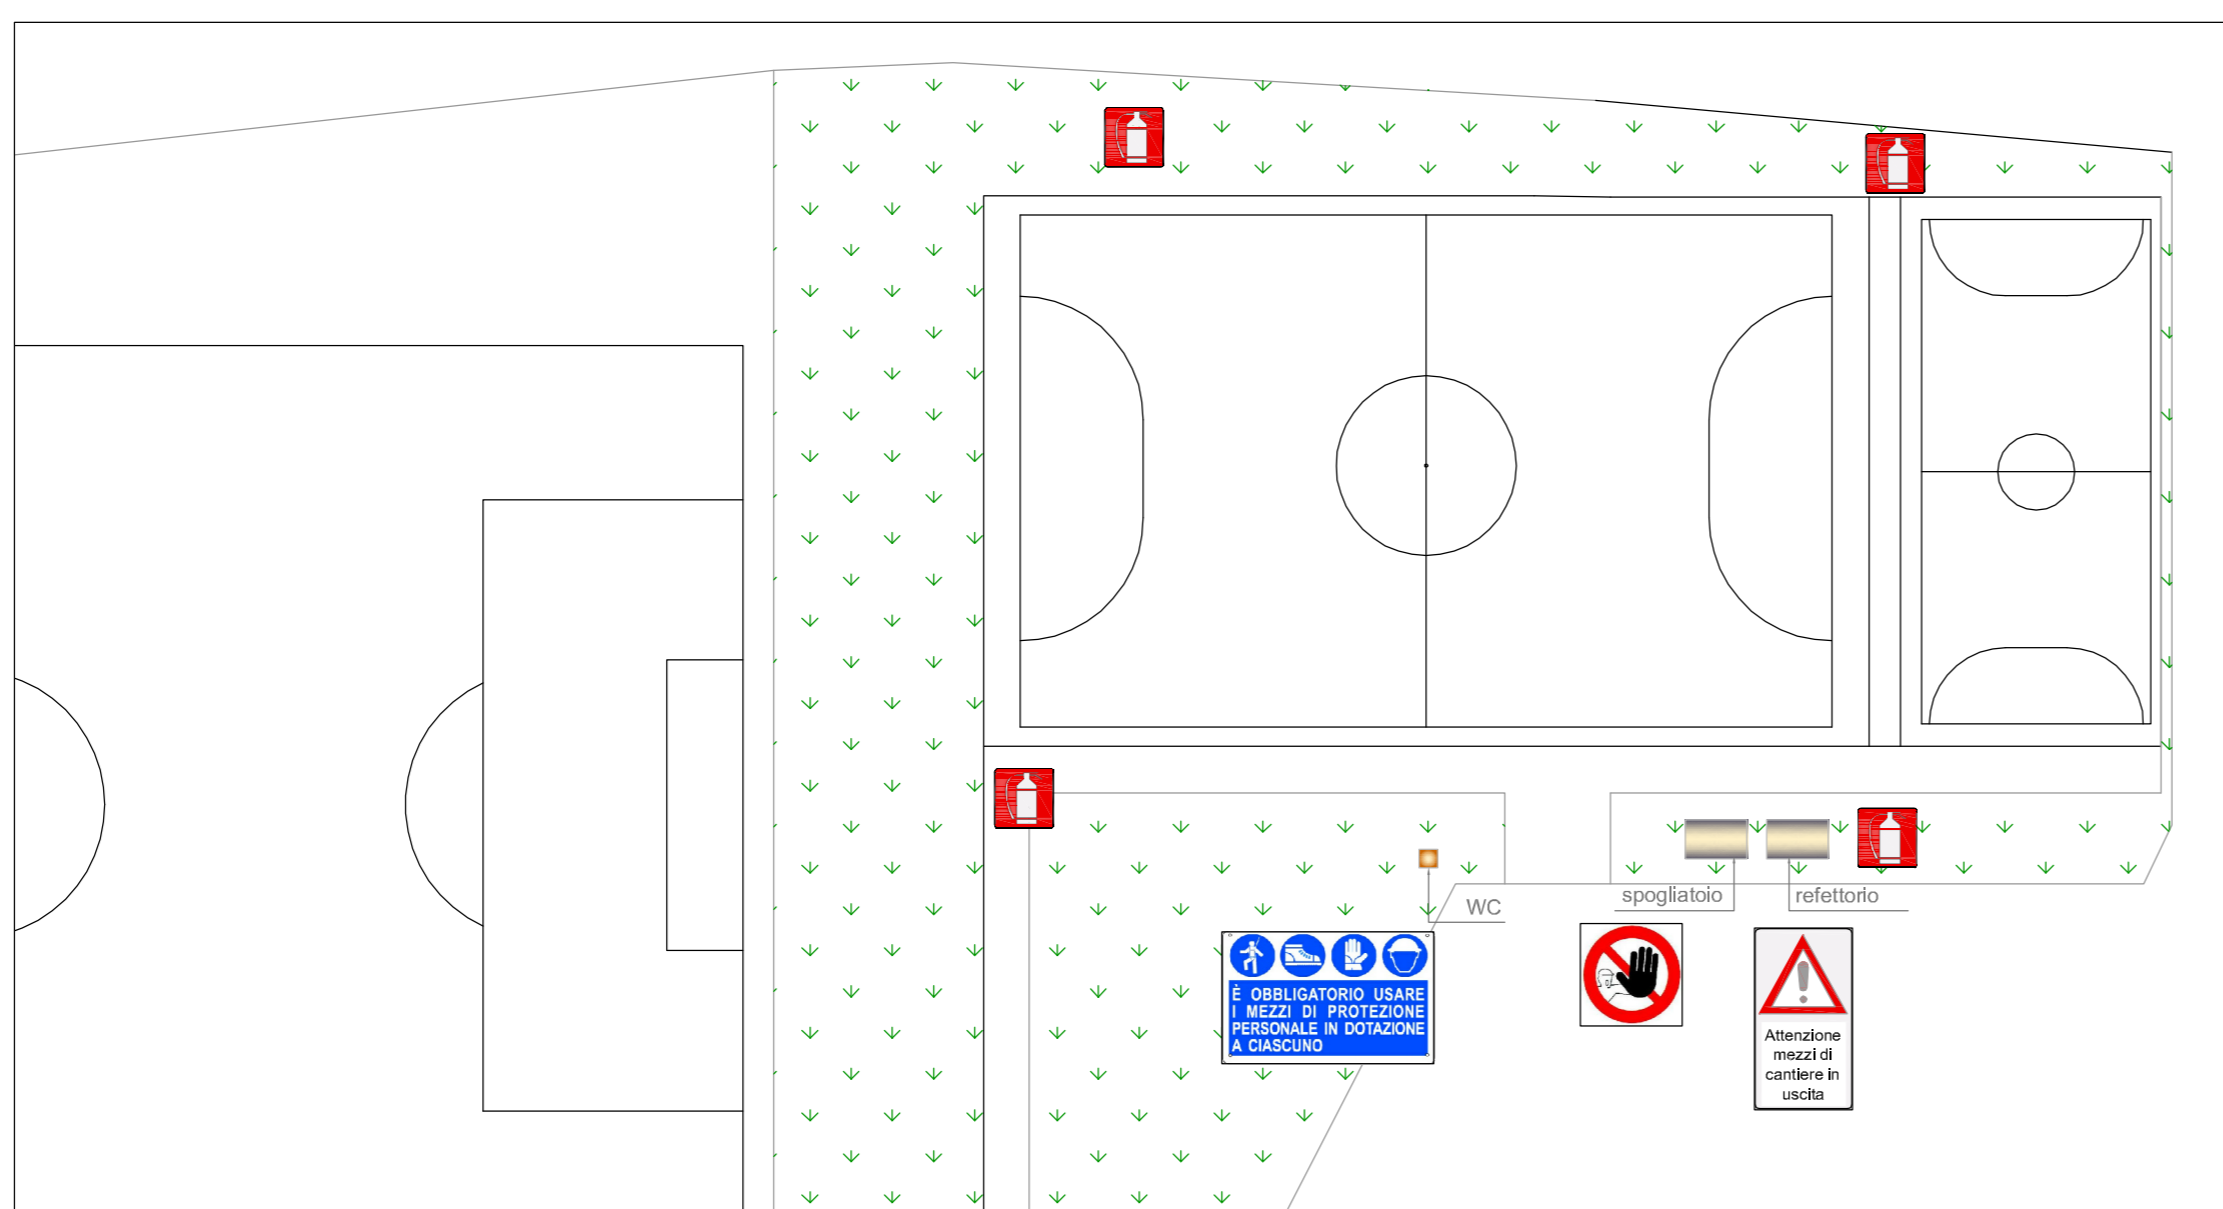 WC
spogliatoio
refettorio
È OBBLIGATORIO USARE
I MEZZI DI PROTEZIONE
PERSONALE IN DOTAZIONE
A CIASCUNO
Attenzione
mezzi di
cantiere in
uscita